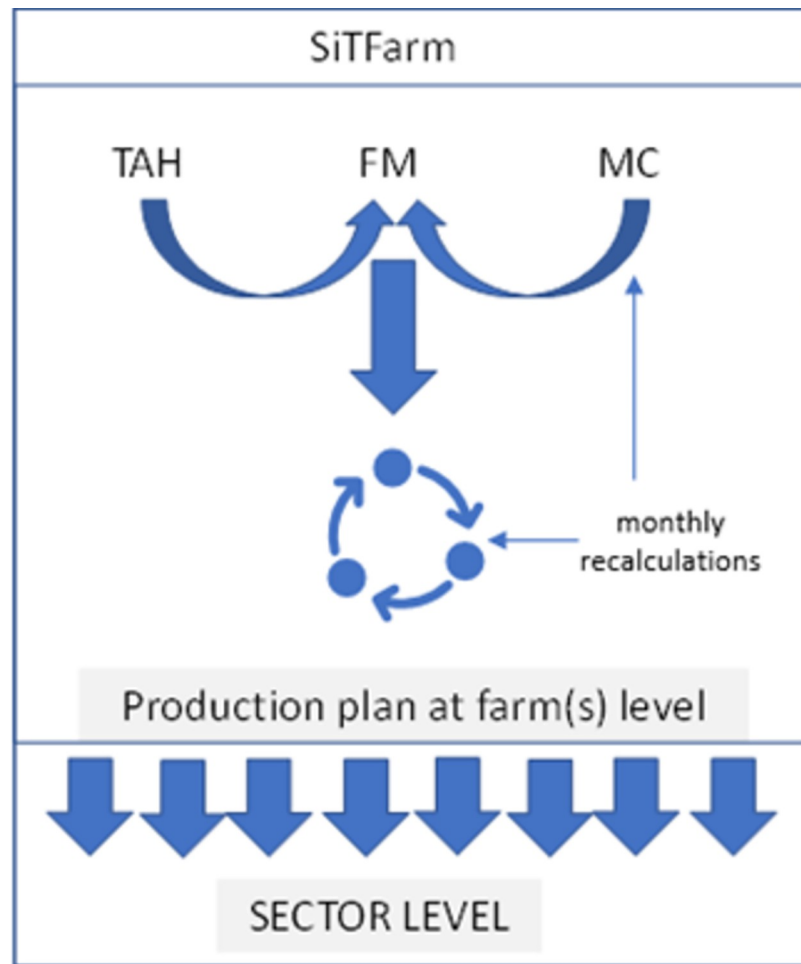 SiTFarm
TAH FM MC
monthly
recalculations
Production plan at farm(s) level
SECTOR LEVEL